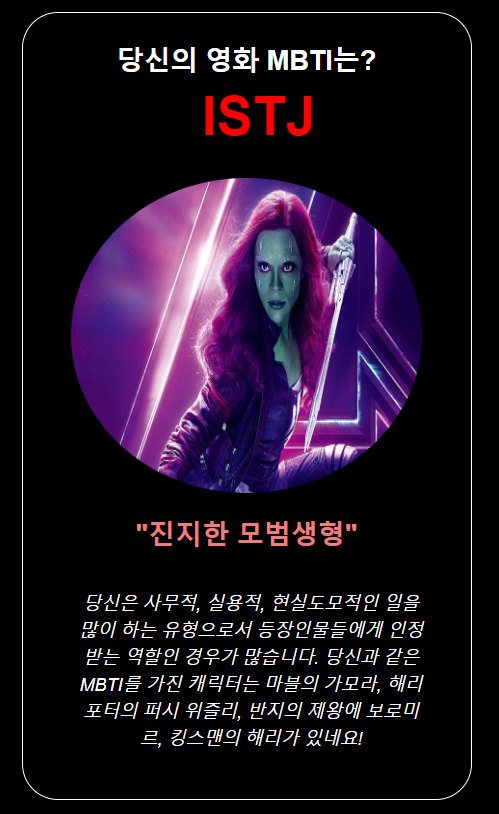 당신의 영화 MBTI는?
ISTJ
"진지한 모범생형"
당신은 사무적, 실용적, 현실도모적인 일을
많이 하는 유형으로서 등장인물들에게 인정
받는 역할인 경우가 많습니다. 당신과 같은
MBTI를 가진 캐릭터는 마블의 가모라, 해리
포터의 퍼시 위즐리, 반지의 제왕에 보로미
르, 킹스맨의 해리가 있네요!